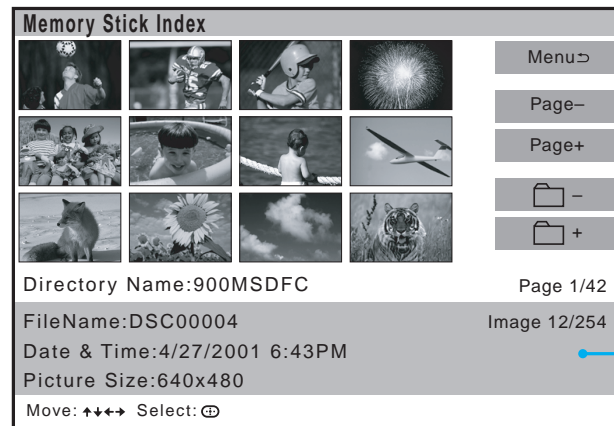 Memory Stick Index
Menu
Page–
Page+
–
+
Directory Name:900MSDFC
Page 1/42
FileName:DSC00004
Image 12/254
Date & Time:4/27/2001 6:43PM
Picture Size:640x480
Move: Select: